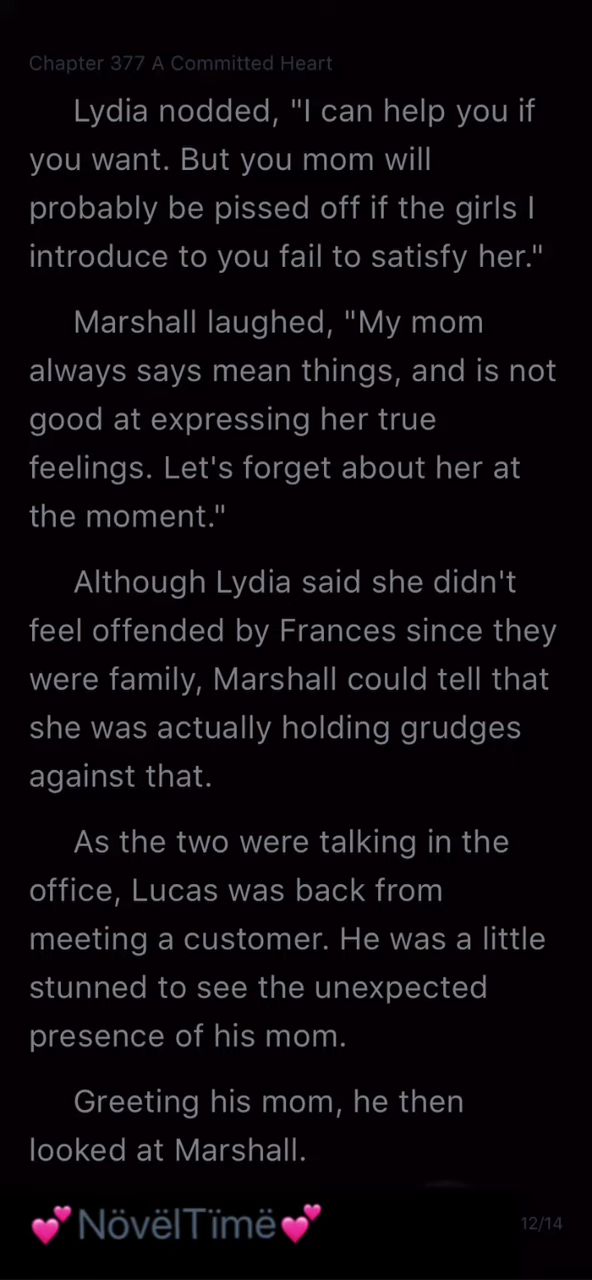 Chapter 377 A Committed Heart
Lydia nodded, "I can help you if
you want. But you mom will
probably be pissed off if the girls I
introduce to you fail to satisfy her."
Marshall laughed, "My mom
always says mean things, and is not
good at expressing her true
feelings. Let's forget about her at
the moment."
Although Lydia said she didn't
feel offended by Frances since they
were family, Marshall could tell that
she was actually holding grudges
against that.
As the two were talking in the
office, Lucas was back from
meeting a customer. He was a little
stunned to see the unexpected
presence of his mom.
Greeting his mom, he then
looked at Marshall.
💕NövëlTïmë💕
12/14